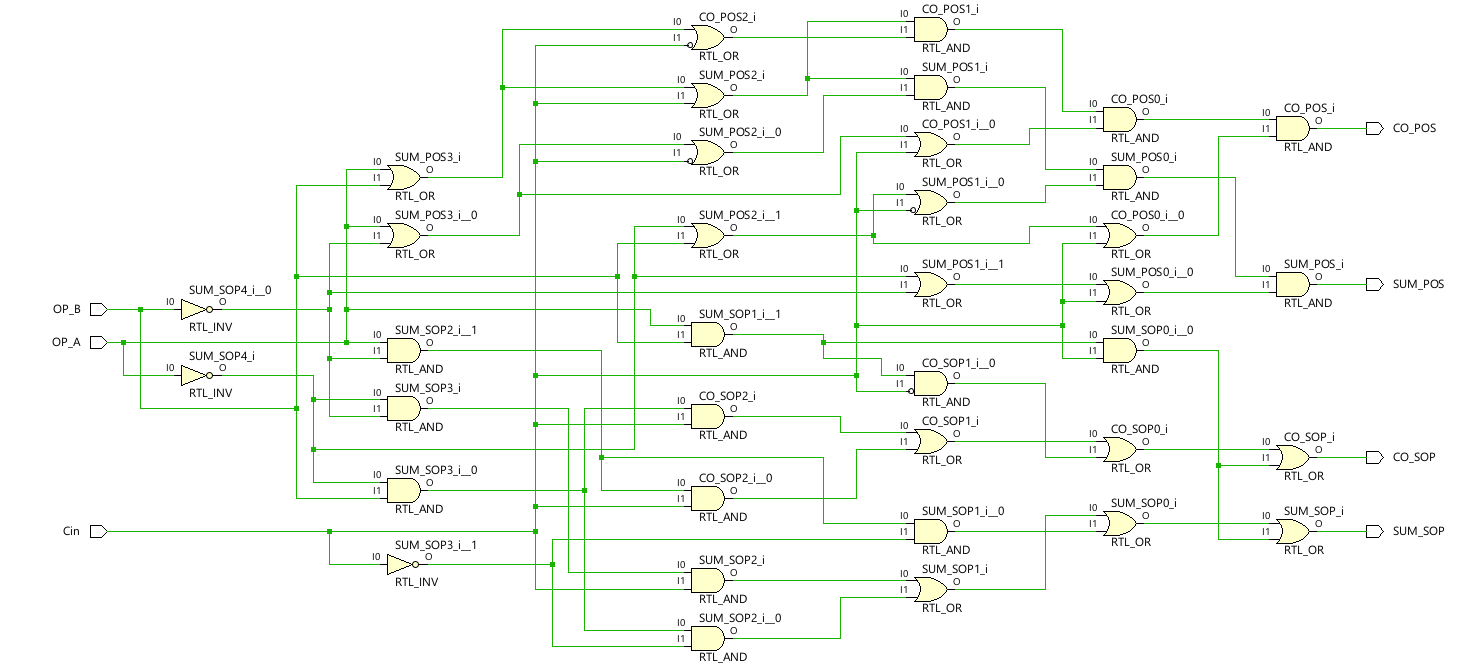 CO_POS2_i
I0
I1
O
RTL_OR
SUM_POS2_i
I0
I1
O
RTL_OR
SUM_POS2_i__0
I0
I1
O
RTL_OR
CO_POS1_i
I0
I1
O
RTL_AND
SUM_POS1_i
I0
I1
O
RTL_AND
CO_POS1_i__0
I0
I1
O
RTL_OR
SUM_POS1_i__0
I0
I1
O
RTL_OR
CO_POS0_i
I0
I1
O
RTL_AND
SUM_POS0_i
I0
I1
O
RTL_AND
CO_POS0_i__0
I0
I1
O
RTL_OR
CO_POS_i
I0
I1
O
RTL_AND
CO_POS
SUM_POS3_i
I0
I1
O
RTL_OR
SUM_POS3_i__0
I0
I1
O
RTL_OR
SUM_POS2_i__1
I0
I1
O
RTL_OR
SUM_POS1_i__1
I0
I1
O
RTL_OR
SUM_POS0_i__0
I0
I1
O
RTL_OR
SUM_POS_i
I0
I1
O
RTL_AND
SUM_POS
OP_B
SUM_SOP4_i__0
I0
O
RTL_INV
OP_A
SUM_SOP4_i
I0
O
RTL_INV
SUM_SOP2_i__1
I0
I1
O
RTL_AND
SUM_SOP3_i
I0
I1
O
RTL_AND
SUM_SOP3_i__0
I0
I1
O
RTL_AND
SUM_SOP1_i__1
I0
I1
O
RTL_AND
SUM_SOP0_i__0
I0
I1
O
RTL_AND
CO_SOP1_i__0
I0
I1
O
RTL_AND
CO_SOP2_i
I0
I1
O
RTL_AND
CO_SOP1_i
I0
I1
O
RTL_OR
CO_SOP0_i
I0
I1
O
RTL_OR
CO_SOP_i
I0
I1
O
RTL_OR
CO_SOP
CO_SOP2_i__0
I0
I1
O
RTL_AND
SUM_SOP1_i__0
I0
I1
O
RTL_AND
SUM_SOP0_i
I0
I1
O
RTL_OR
SUM_SOP_i
I0
I1
O
RTL_OR
SUM_SOP
Cin
SUM_SOP3_i__1
I0
O
RTL_INV
SUM_SOP2_i
I0
I1
O
RTL_AND
SUM_SOP1_i
I0
I1
O
RTL_OR
SUM_SOP2_i__0
I0
I1
O
RTL_AND